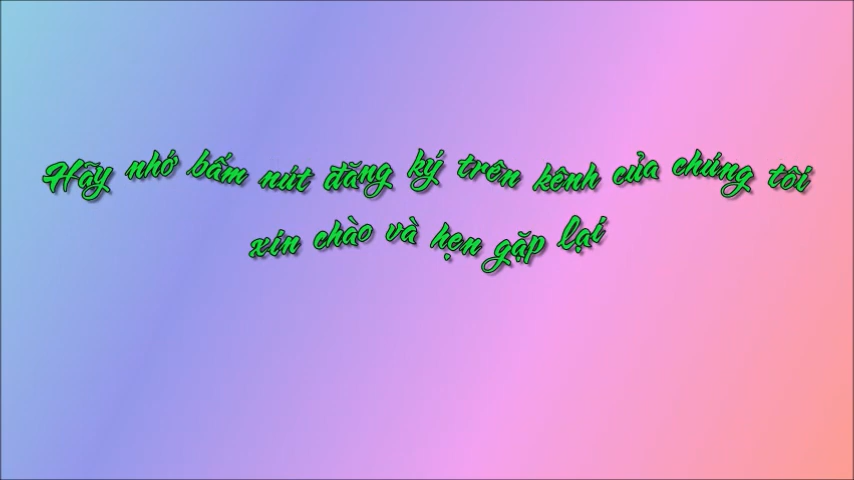 Hãy nhớ bấm nút đăng ký trên kênh của chúng tôi
xin chào và hẹn gặp lại